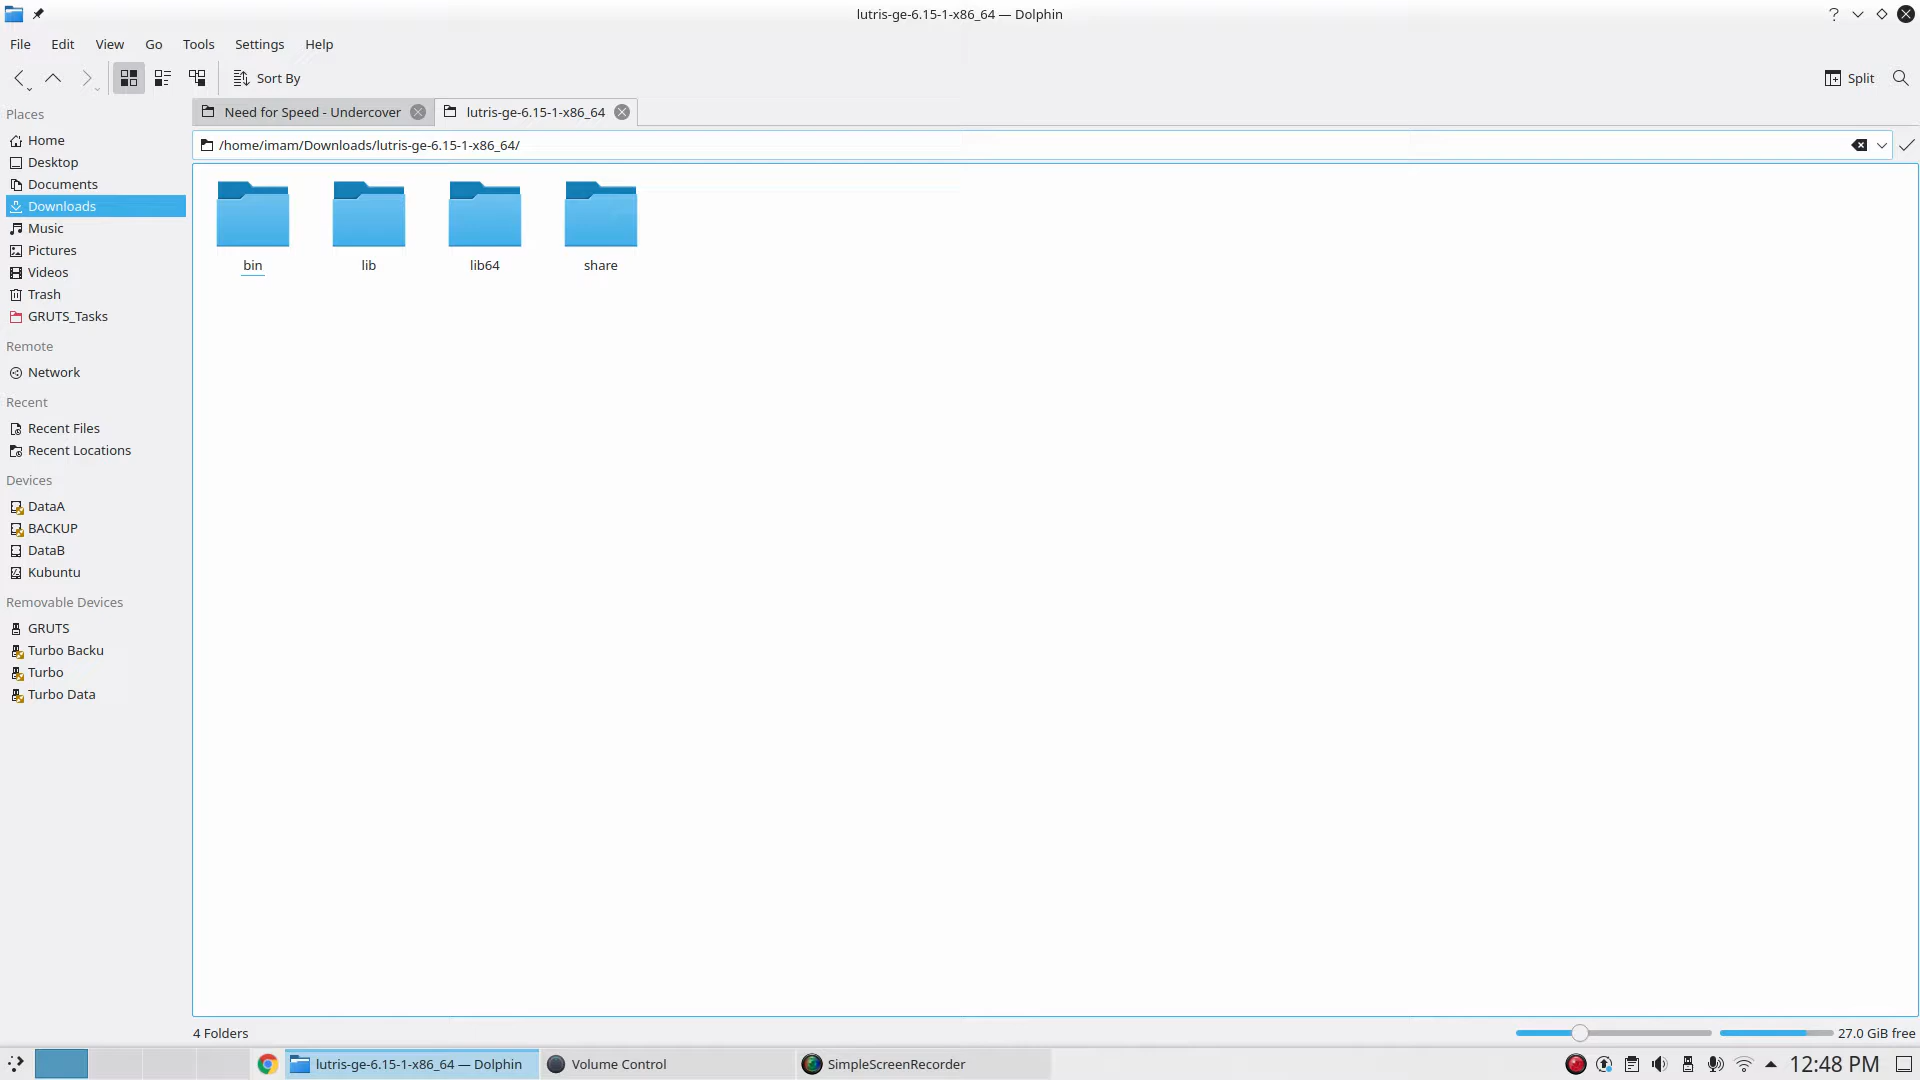 lutris-ge-6.15-1-x86_64 — Dolphin
File Edit View Go Tools Settings Help
Sort By
Split
Places
Home
Desktop
Documents
Downloads
Music
Pictures
Videos
Trash
GRUTS_Tasks
Remote
Network
Recent
Recent Files
Recent Locations
Devices
DataA
BACKUP
DataB
Kubuntu
Removable Devices
GRUTS
Turbo Backu
Turbo
Turbo Data
Need for Speed - Undercover
lutris-ge-6.15-1-x86_64
/home/imam/Downloads/lutris-ge-6.15-1-x86_64/
bin lib lib64 share
4 Folders
27.0 GiB free
lutris-ge-6.15-1-x86_64 — Dolphin
Volume Control
SimpleScreenRecorder
12:48 PM